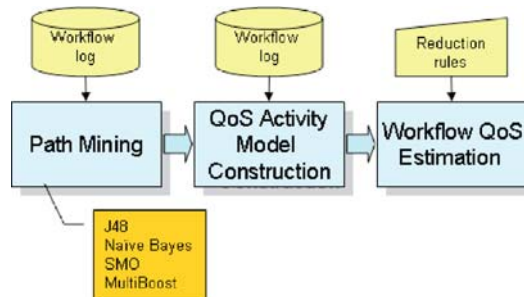 Workflow
log
Workflow
log
Reduction
rules
Path Mining
QoS Activity
Model
Construction
Workflow QoS
Estimation
J48
Naïve Bayes
SMO
MultiBoost